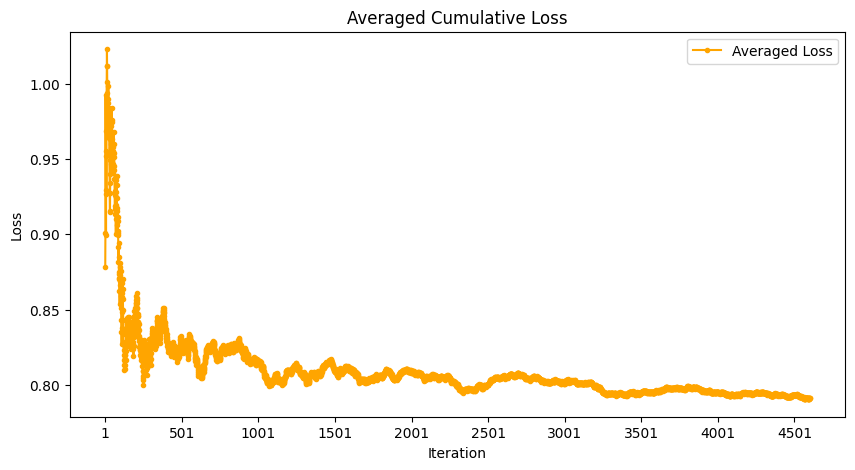 Averaged Cumulative Loss
Averaged Loss
1.00
0.95
0.90
0.85
0.80
Loss
1 501 1001 1501 2001 2501 3001 3501 4001 4501
Iteration